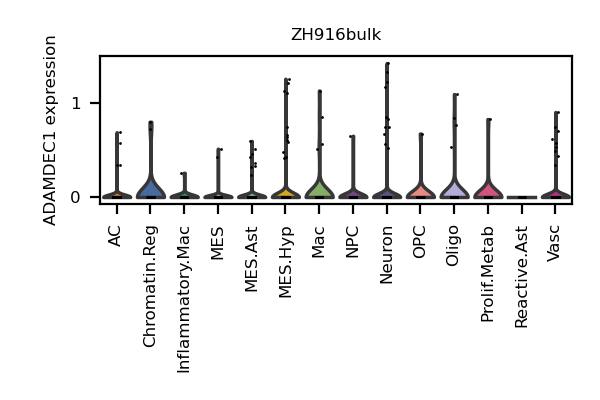 ZH916bulk
ADAMDEC1 expression
1
0
AC
Chromatin.Reg
Inflammatory.Mac
MES
MES.Ast
MES.Hyp
Mac
NPC
Neuron
OPC
Oligo
Prolif.Metab
Reactive.Ast
Vasc